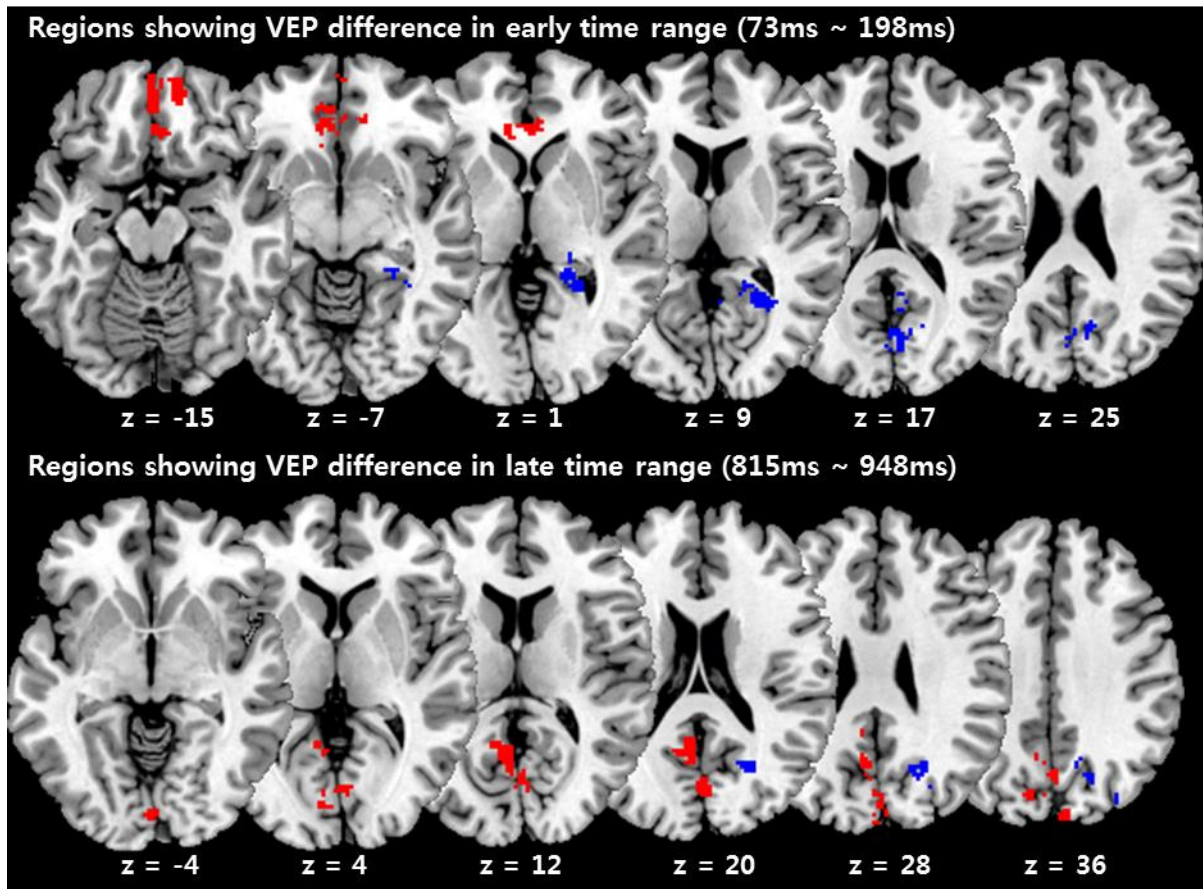 Regions showing VEP difference in early time range (73ms ~ 198ms)
z = -15 z = -7 z = 1 z = 9 z = 17 z = 25
Regions showing VEP difference in late time range (815ms ~ 948ms)
z = -4 z = 4 z = 12 z = 20 z = 28 z = 36